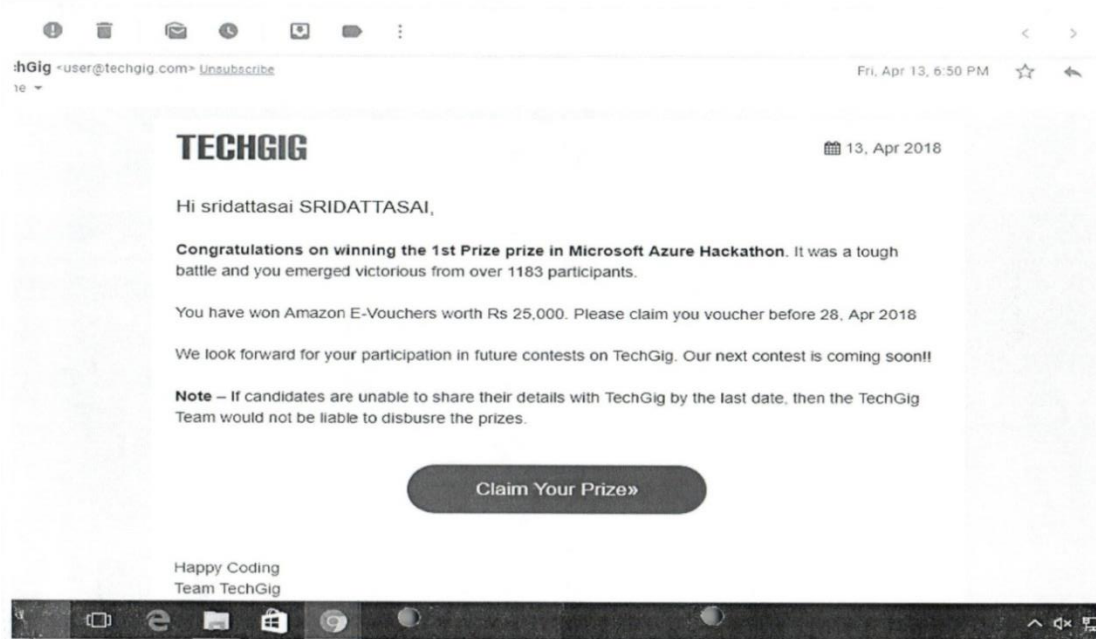 hGig <user@techgig.com> Unsubscribe
Fri, Apr 13, 6:50 PM
ne
TECHGIG
13, Apr 2018
Hi sridattasai SRIDATTASAI,
Congratulations on winning the 1st Prize prize in Microsoft Azure Hackathon. It was a tough
battle and you emerged victorious from over 1183 participants.
You have won Amazon E-Vouchers worth Rs 25,000. Please claim you voucher before 28, Apr 2018
We look forward for your participation in future contests on TechGig. Our next contest is coming soon!!
Note – If candidates are unable to share their details with TechGig by the last date, then the TechGig
Team would not be liable to disbusre the prizes.
Claim Your Prize»
Happy Coding
Team TechGig